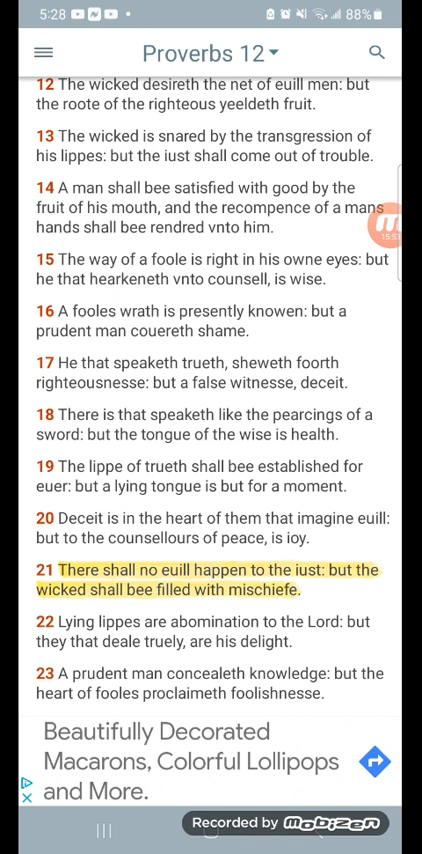 5:28 88%
Proverbs 12
12 The wicked desireth the net of euill men: but
the roote of the righteous yeeldeth fruit.
13 The wicked is snared by the transgression of
his lippes: but the iust shall come out of trouble.
14 A man shall bee satisfied with good by the
fruit of his mouth, and the recompence of a mans
hands shall bee rendred vnto him.
15:57
15 The way of a foole is right in his owne eyes: but
he that hearkeneth vnto counsell, is wise.
16 A fooles wrath is presently knowen: but a
prudent man couereth shame.
17 He that speaketh trueth, sheweth foorth
righteousnesse: but a false witnesse, deceit.
18 There is that speaketh like the pearcings of a
sword: but the tongue of the wise is health.
19 The lippe of trueth shall bee established for
euer: but a lying tongue is but for a moment.
20 Deceit is in the heart of them that imagine euill:
but to the counsellours of peace, is ioy.
21 There shall no euill happen to the iust: but the
wicked shall bee filled with mischiefe.
22 Lying lippes are abomination to the Lord: but
they that deale truely, are his delight.
23 A prudent man concealeth knowledge: but the
heart of fooles proclaimeth foolishnesse.
Beautifully Decorated
Macarons, Colorful Lollipops
and More.
Recorded by mobizen